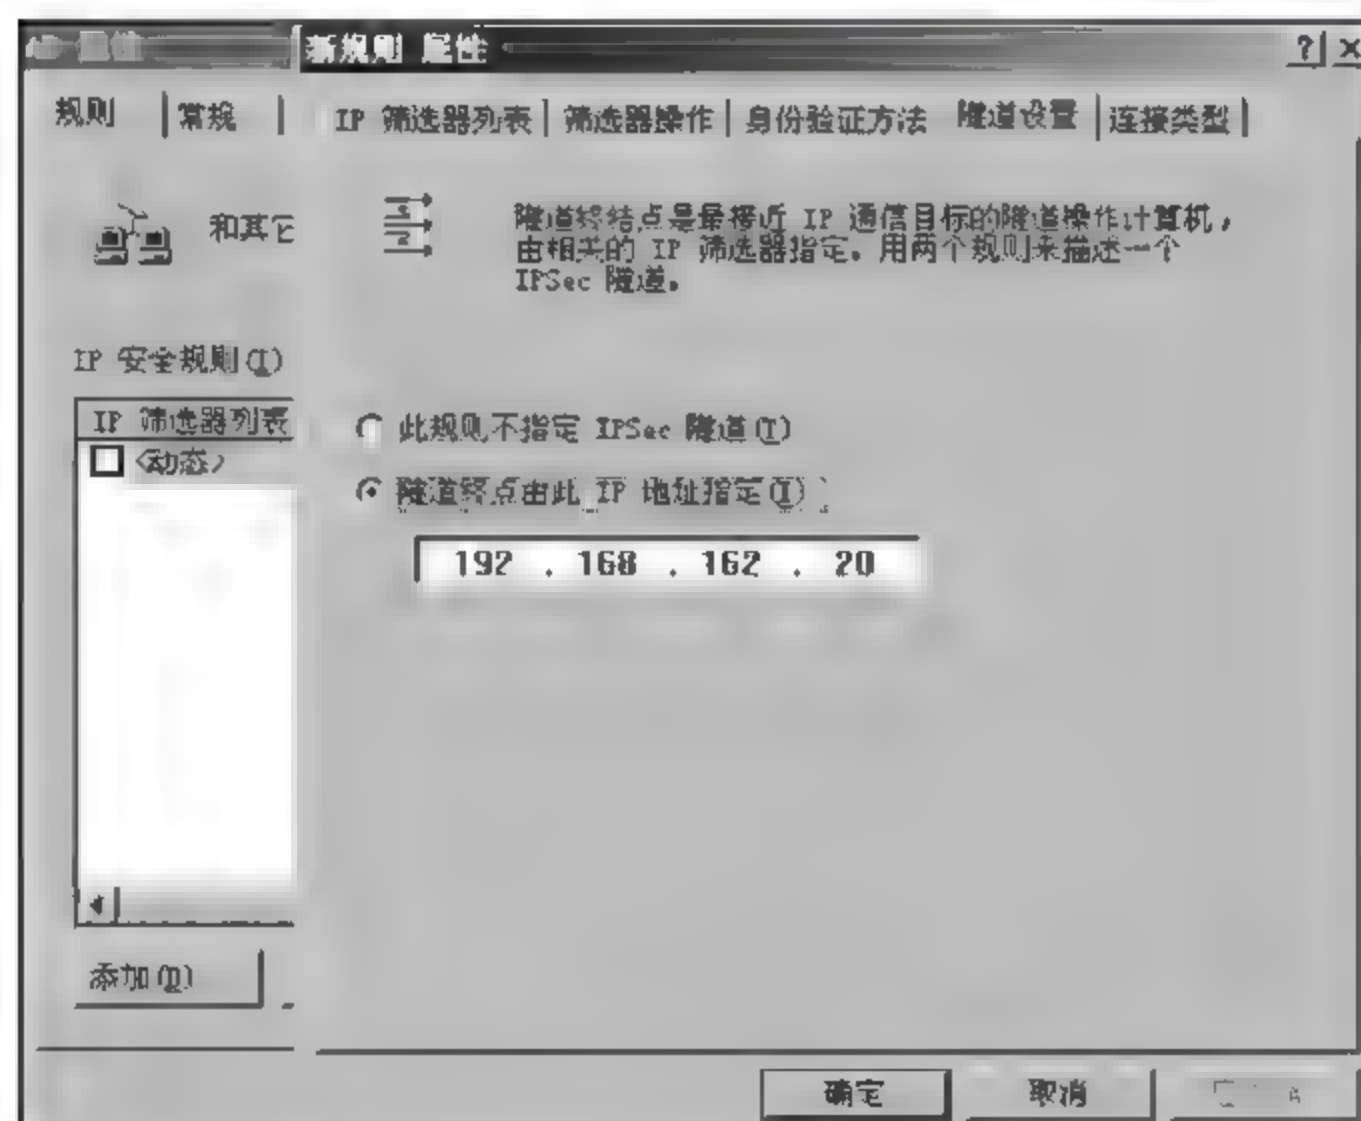 属性
新规则 属性
规则
常规
IP 筛选器列表
筛选器操作
身份验证方法
隧道设置
连接类型
和其它
隧道终结点是最接近 IP 通信目标的隧道操作计算机，
由相关的 IP 筛选器指定。用两个规则来描述一个
IPSec 隧道。
IP 安全规则(I)
IP 筛选器列表
<动态>
此规则不指定 IPSec 隧道(T)
隧道终点由此 IP 地址指定(I)
192 . 168 . 162 . 20
添加(D)
确定
取消